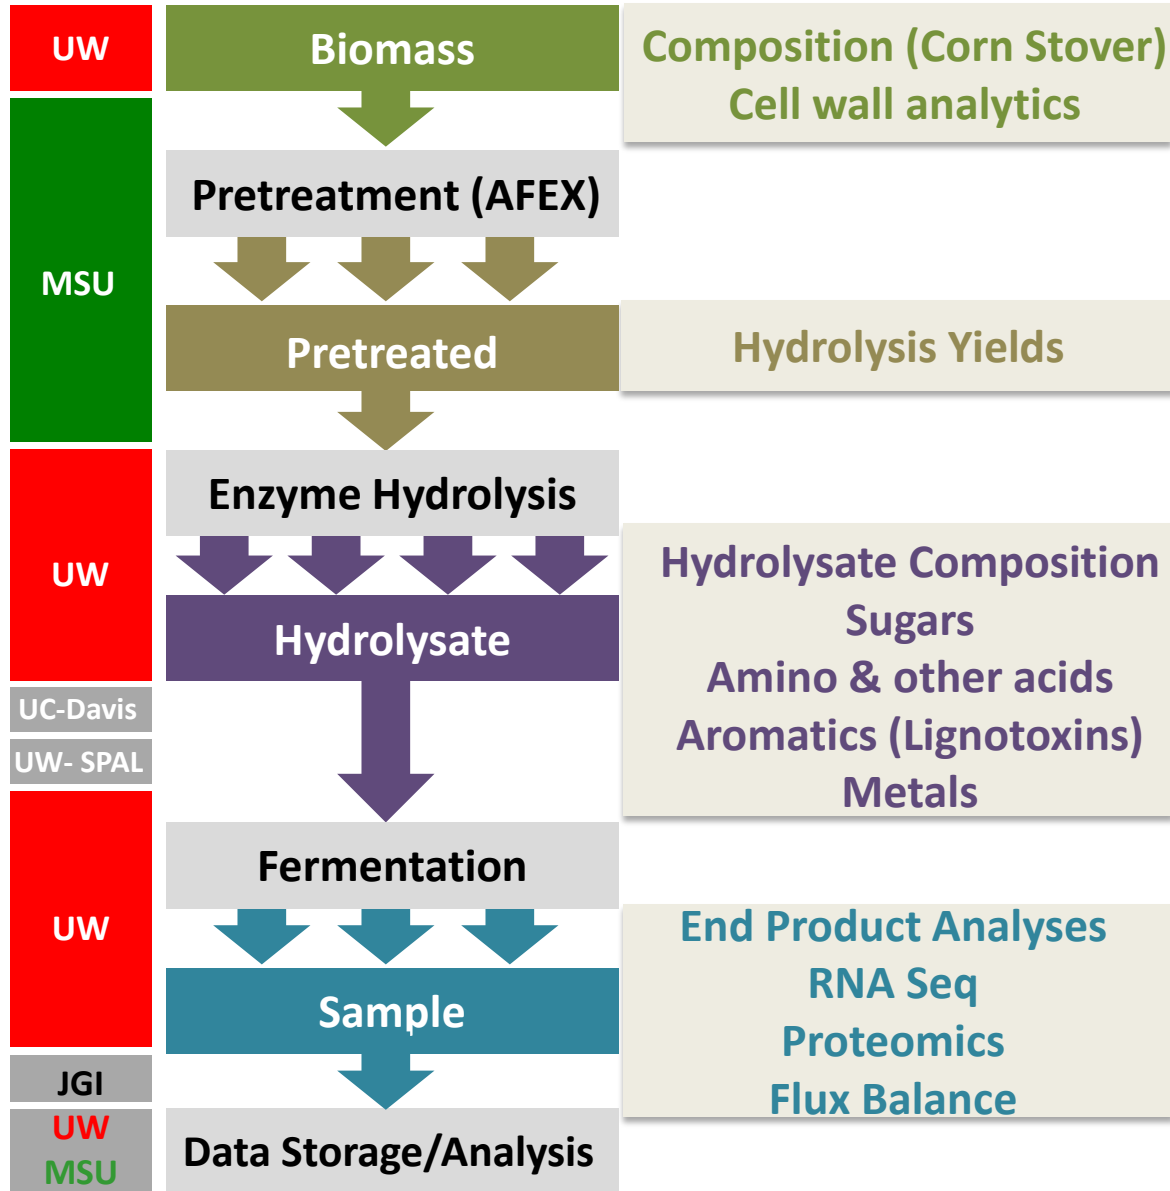 UW
Biomass
Composition (Corn Stover)
Cell wall analytics
MSU
Pretreatment (AFEX)
Pretreated
Hydrolysis Yields
UW
Enzyme Hydrolysis
Hydrolysate
Hydrolysate Composition
Sugars
Amino & other acids
Aromatics (Lignotoxins)
Metals
UC-Davis
UW- SPAL
UW
Fermentation
Sample
End Product Analyses
RNA Seq
Proteomics
Flux Balance
JGI
UW
MSU
Data Storage/Analysis